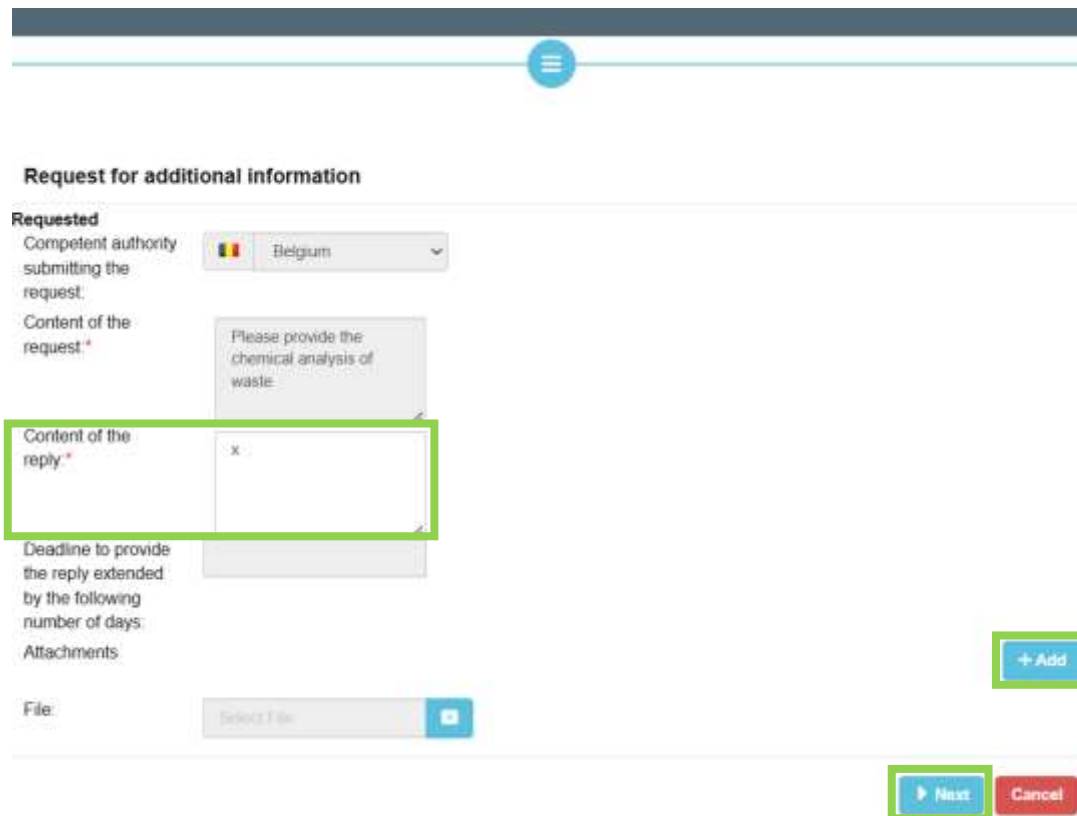 Request for additional information
Requested
Competent authority
submitting the
request:
Belgium
Content of the
request:*
Please provide the
chemical analysis of
waste
Content of the
reply:*
x
Deadline to provide
the reply extended
by the following
number of days:
Attachments
+ Add
File:
Select File
Next
Cancel